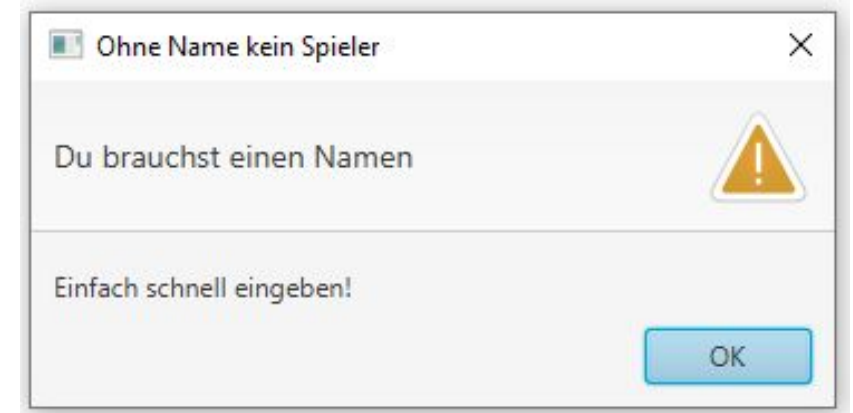 Ohne Name kein Spieler
Du brauchst einen Namen
Einfach schnell eingeben!
OK